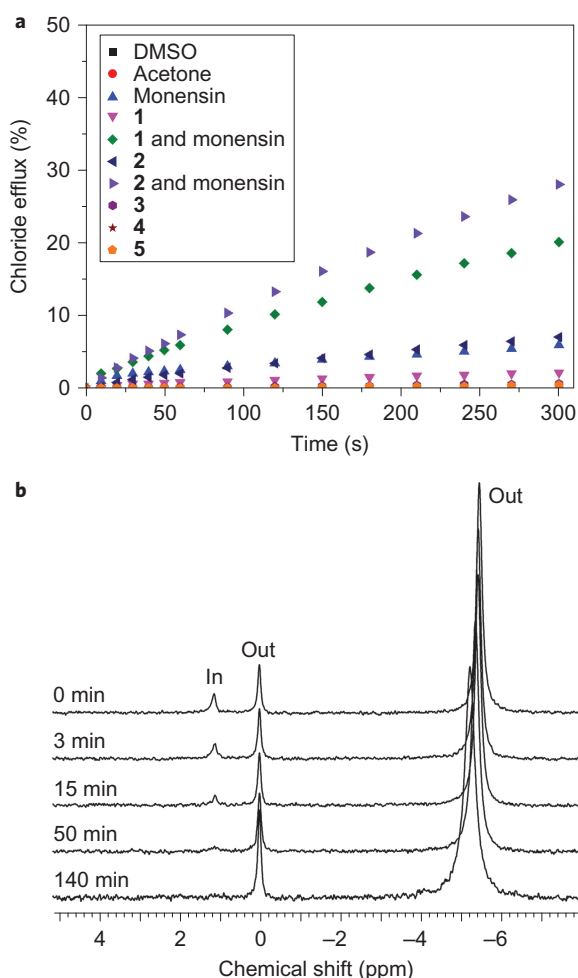 a
50
40
30
20
10
0
Chloride efflux (%)
DMSO
Acetone
Monensin
1
1 and monensin
2
2 and monensin
3
4
5
0 50 100 150 200 250 300
Time (s)
b
Out
In Out
0 min
3 min
15 min
50 min
140 min
4 2 0 –2 –4 –6
Chemical shift (ppm)